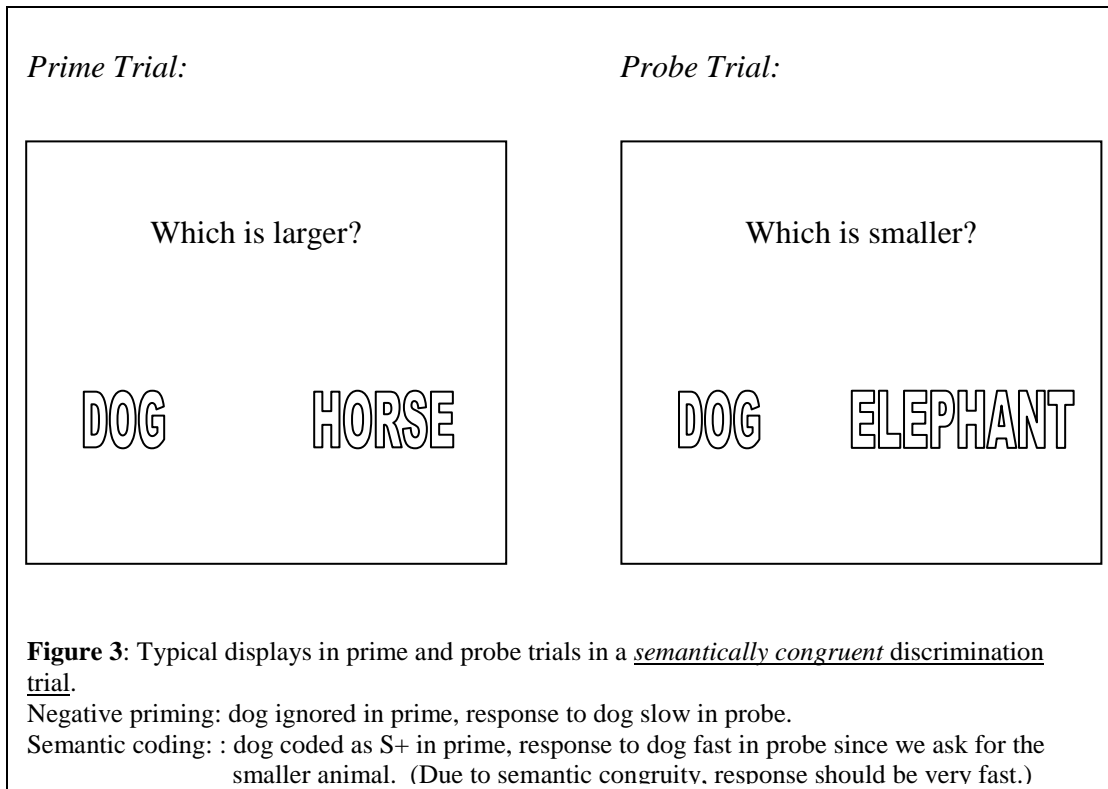 Prime Trial:
Probe Trial:
Which is larger?
DOG HORSE
Which is smaller?
DOG ELEPHANT
Figure 3: Typical displays in prime and probe trials in a semantically congruent discrimination
trial.
Negative priming: dog ignored in prime, response to dog slow in probe.
Semantic coding: : dog coded as S+ in prime, response to dog fast in probe since we ask for the
smaller animal. (Due to semantic congruity, response should be very fast.)